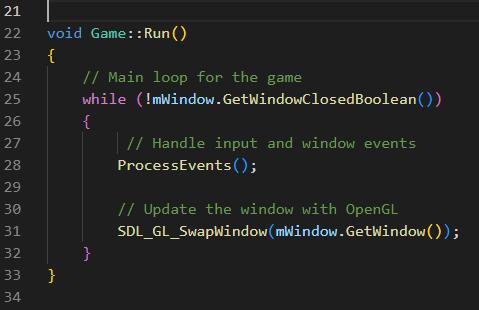 21
22 void Game::Run()
23 {
24     // Main loop for the game
25     while (!mWindow.GetWindowClosedBoolean())
26     {
27          // Handle input and window events
28         ProcessEvents();
29
30         // Update the window with OpenGL
31         SDL_GL_SwapWindow(mWindow.GetWindow());
32     }
33 }
34